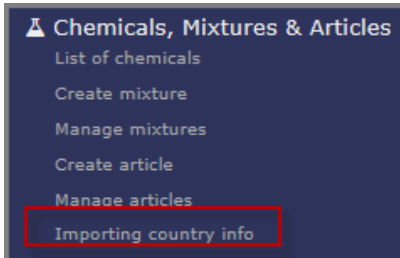 Chemicals, Mixtures & Articles
List of chemicals
Create mixture
Manage mixtures
Create article
Manage articles
Importing country info